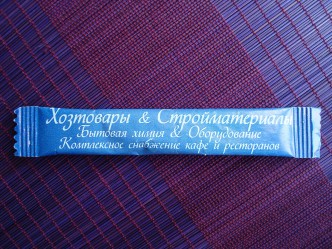 Хозтовары & Стройматериалы
Бытовая химия & Оборудование
Комплексное снабжение кафе и ресторанов